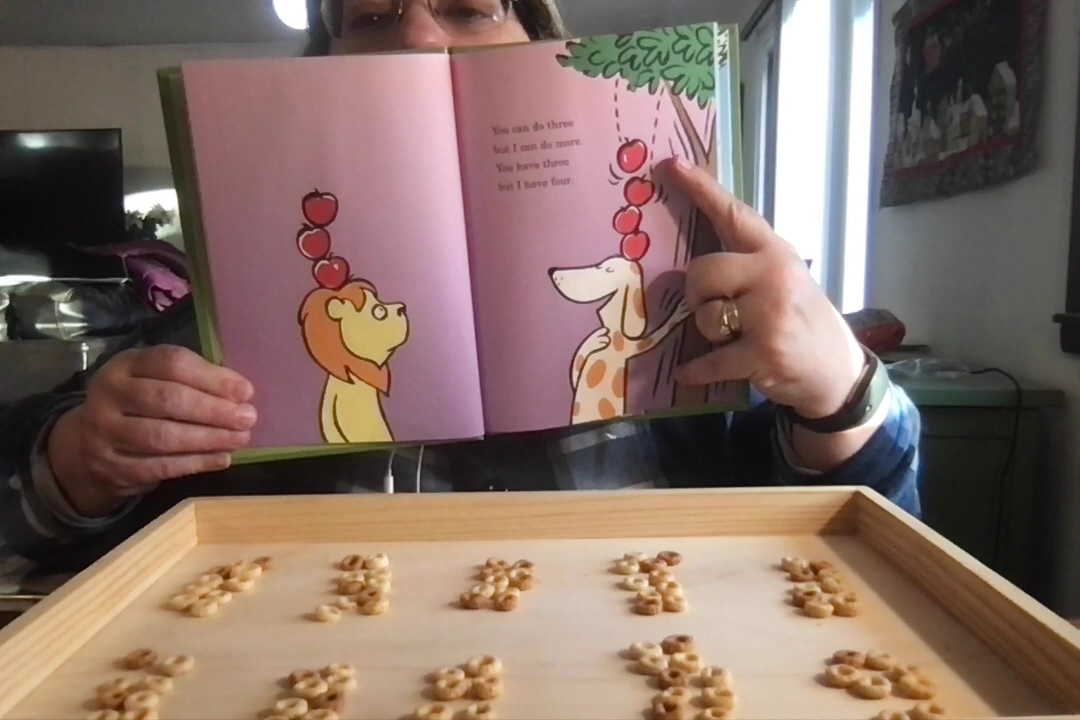 You can do three
but I can do more.
You have three
but I have four.